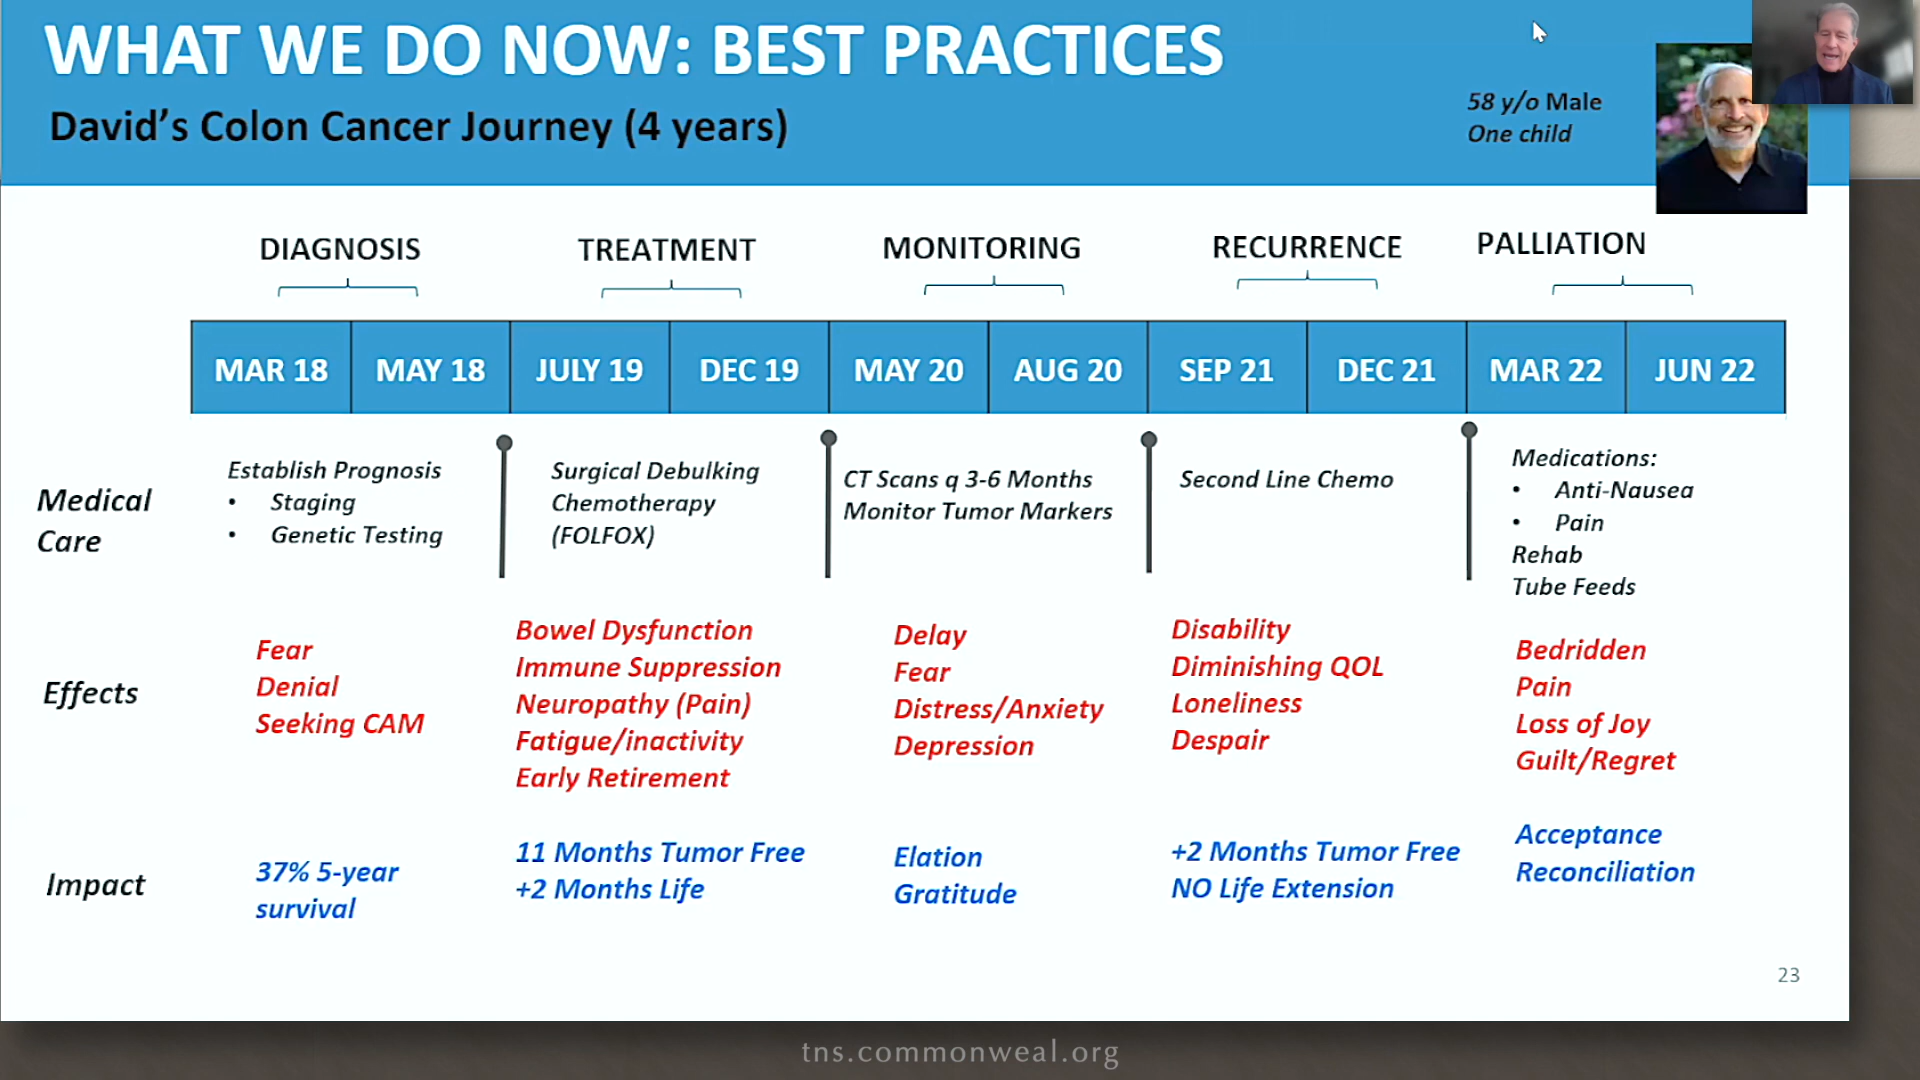 WHAT WE DO NOW: BEST PRACTICES
David's Colon Cancer Journey (4 years)
58 y/o Male
One child
DIAGNOSIS
TREATMENT
MONITORING
RECURRENCE
PALLIATION
MAR 18
MAY 18
JULY 19
DEC 19
MAY 20
AUG 20
SEP 21
DEC 21
MAR 22
JUN 22
Medical
Care
Establish Prognosis
• Staging
• Genetic Testing
Surgical Debulking
Chemotherapy
(FOLFOX)
CT Scans q 3-6 Months
Monitor Tumor Markers
Second Line Chemo
Medications:
• Anti-Nausea
• Pain
Rehab
Tube Feeds
Effects
Fear
Denial
Seeking CAM
Bowel Dysfunction
Immune Suppression
Neuropathy (Pain)
Fatigue/inactivity
Early Retirement
Delay
Fear
Distress/Anxiety
Depression
Disability
Diminishing QOL
Loneliness
Despair
Bedridden
Pain
Loss of Joy
Guilt/Regret
Impact
37% 5-year
survival
11 Months Tumor Free
+2 Months Life
Elation
Gratitude
+2 Months Tumor Free
NO Life Extension
Acceptance
Reconciliation
23
tns.commonweal.org